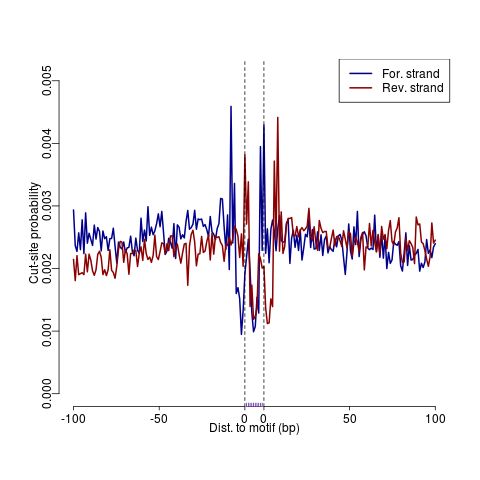 For. strand
Rev. strand
Cut-site probability
0.005
0.004
0.003
0.002
0.001
0.000
-100 -50 0 0 50 100
Dist. to motif (bp)